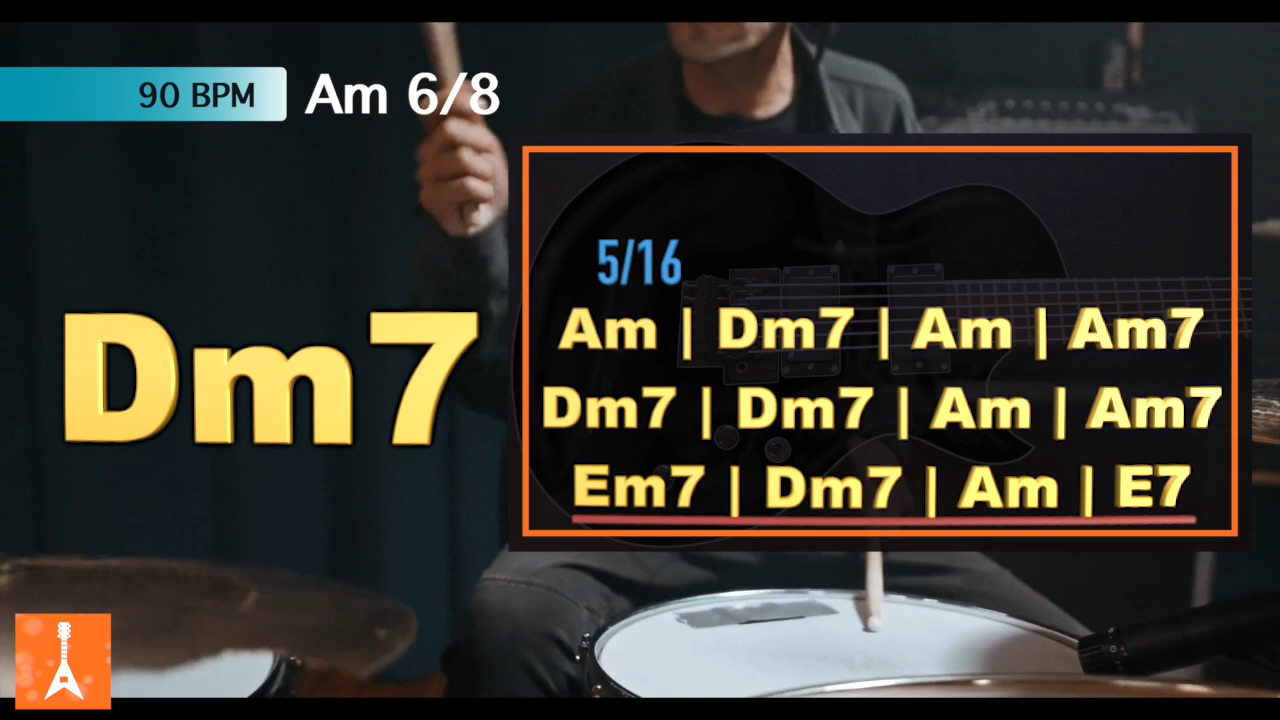 90 BPM Am 6/8
5/16
Am | Dm7 | Am | Am7
Dm7
Dm7 | Dm7 | Am | Am7
Em7 | Dm7 | Am | E7